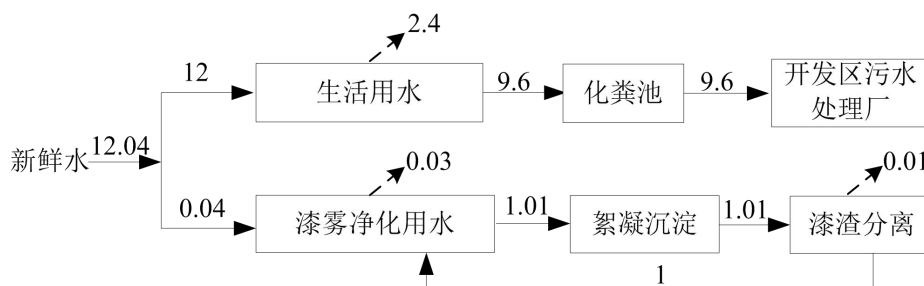 2.4
12
生活用水
9.6
化粪池
9.6
开发区污水
处理厂
新鲜水
12.04
0.03
0.01
0.04
漆雾净化用水
1.01
絮凝沉淀
1.01
漆渣分离
1